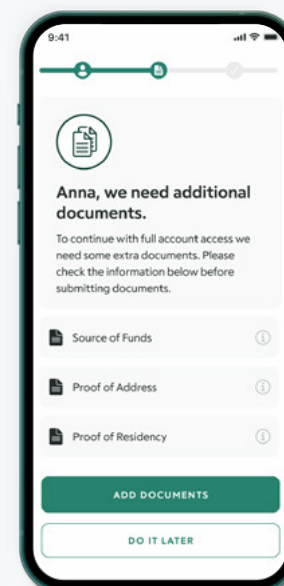 9:41
Anna, we need additional
documents.
To continue with full account access we
need some extra documents. Please
check the information below before
submitting documents.
Source of Funds
Proof of Address
Proof of Residency
ADD DOCUMENTS
DO IT LATER